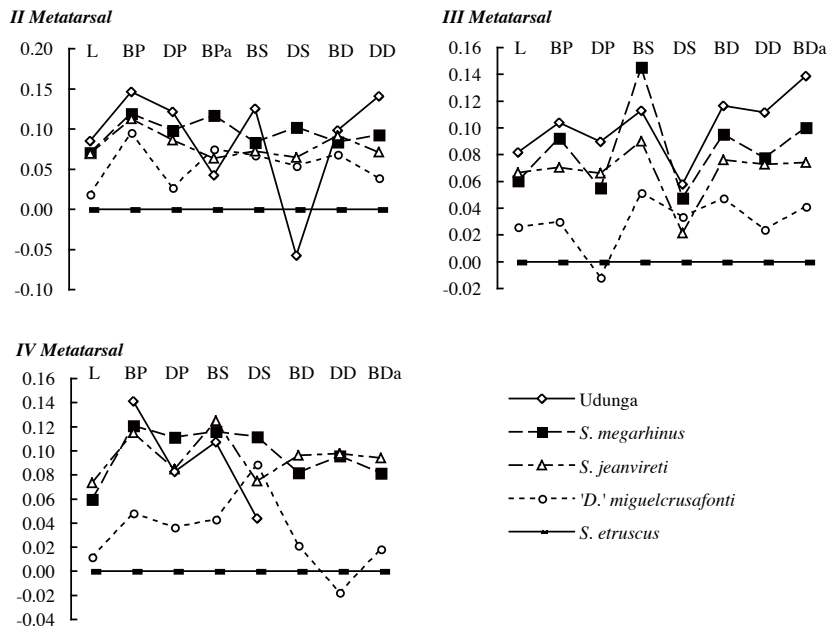 II Metatarsal
L BP DP BPa BS DS BD DD
0.20
0.15
0.10
0.05
0.00
-0.05
-0.10
III Metatarsal
L BP DP BS DS BD DD BDa
0.16
0.14
0.12
0.10
0.08
0.06
0.04
0.02
0.00
-0.02
IV Metatarsal
L BP DP BS DS BD DD BDa
0.16
0.14
0.12
0.10
0.08
0.06
0.04
0.02
0.00
-0.02
-0.04
Udunga
S. megarhinus
S. jeanvireti
'D.' miguelcrusafonti
S. etruscus